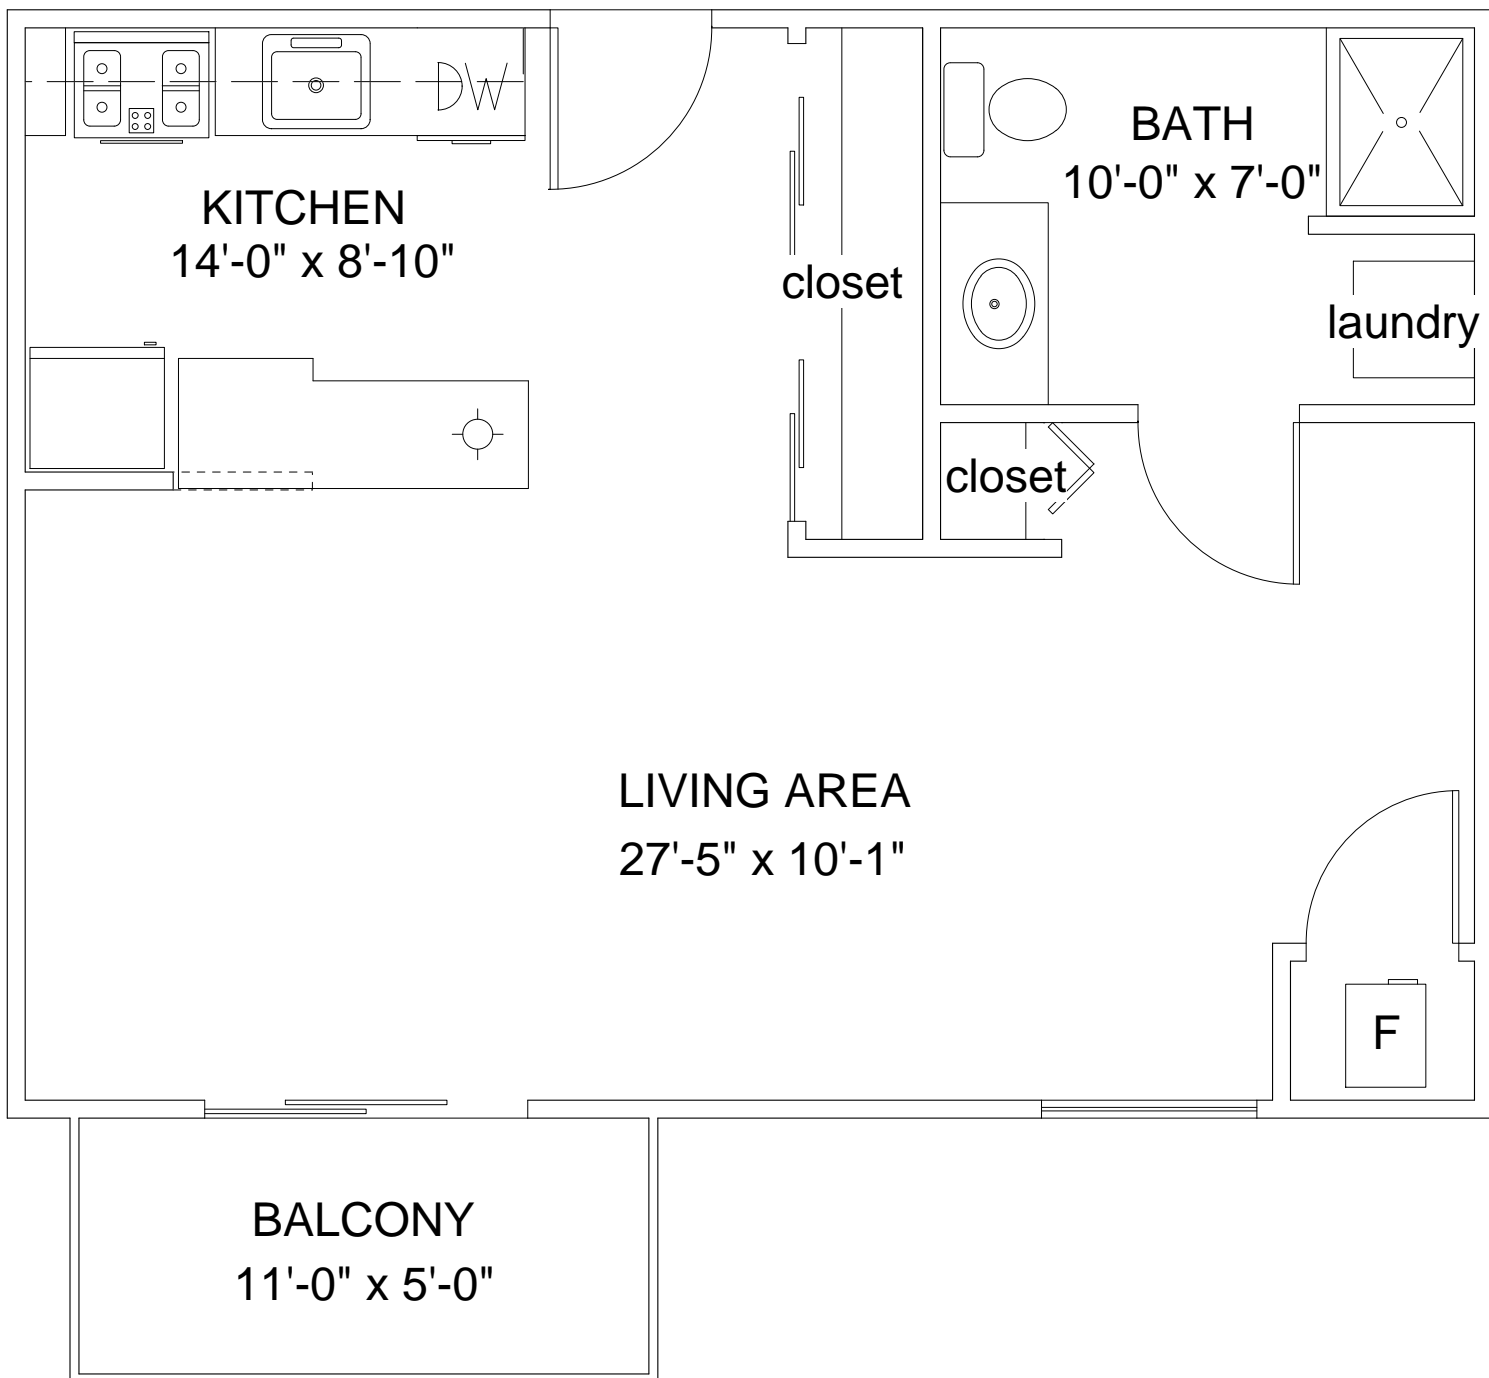 DW
KITCHEN
14'-0" x 8'-10"
closet
BATH
10'-0" x 7'-0"
laundry
closet
LIVING AREA
27'-5" x 10'-1"
F
BALCONY
11'-0" x 5'-0"